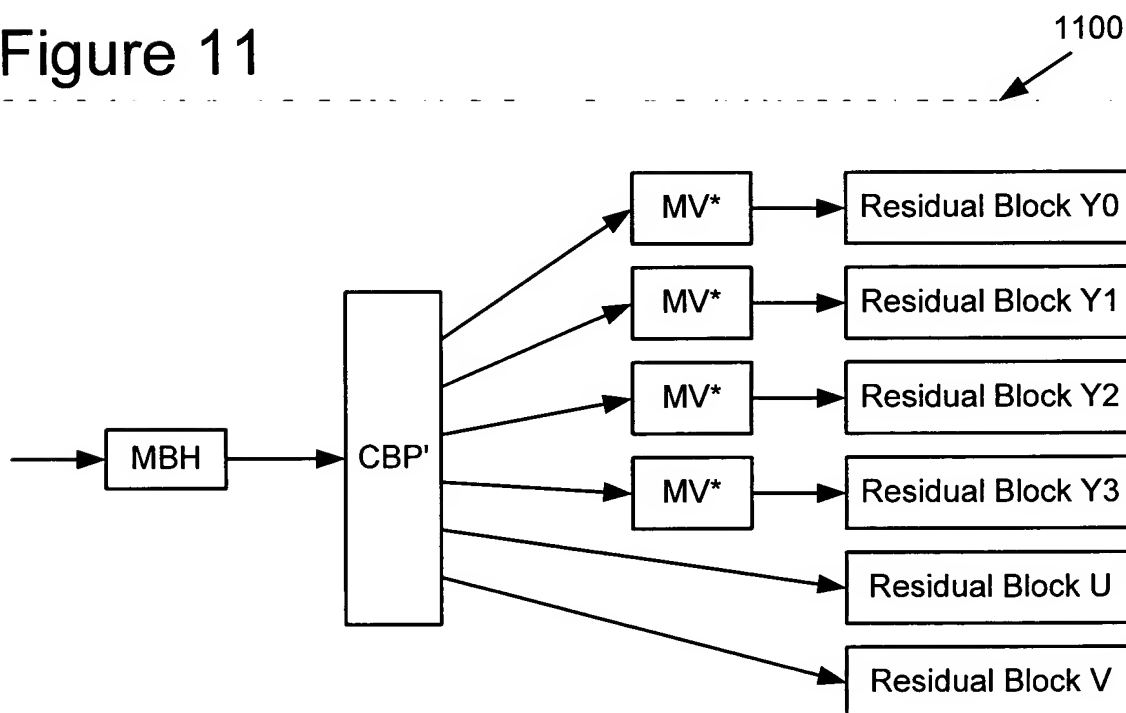 Figure 11
1100
MV*
Residual Block Y0
MV*
Residual Block Y1
MV*
Residual Block Y2
MBH
CBP'
MV*
Residual Block Y3
Residual Block U
Residual Block V